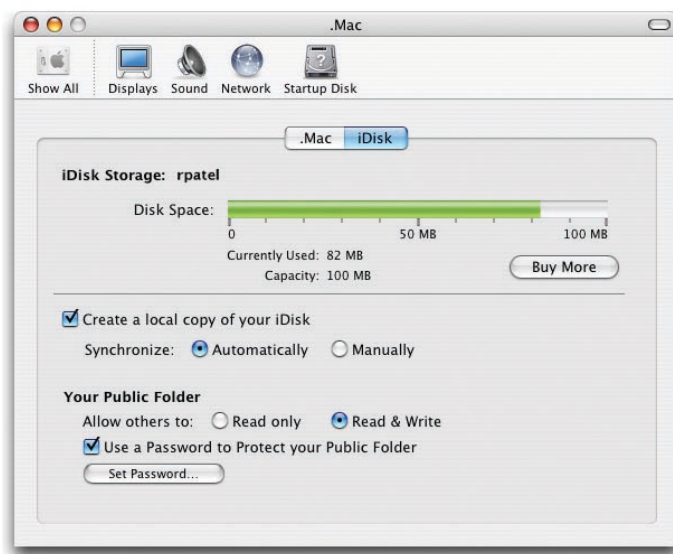 .Mac
Show All Displays Sound Network Startup Disk
.Mac iDisk
iDisk Storage: rpatel
Disk Space:
0 50 MB 100 MB
Currently Used: 82 MB
Capacity: 100 MB
Buy More
Create a local copy of your iDisk
Synchronize: Automatically Manually
Your Public Folder
Allow others to: Read only Read & Write
Use a Password to Protect your Public Folder
Set Password...